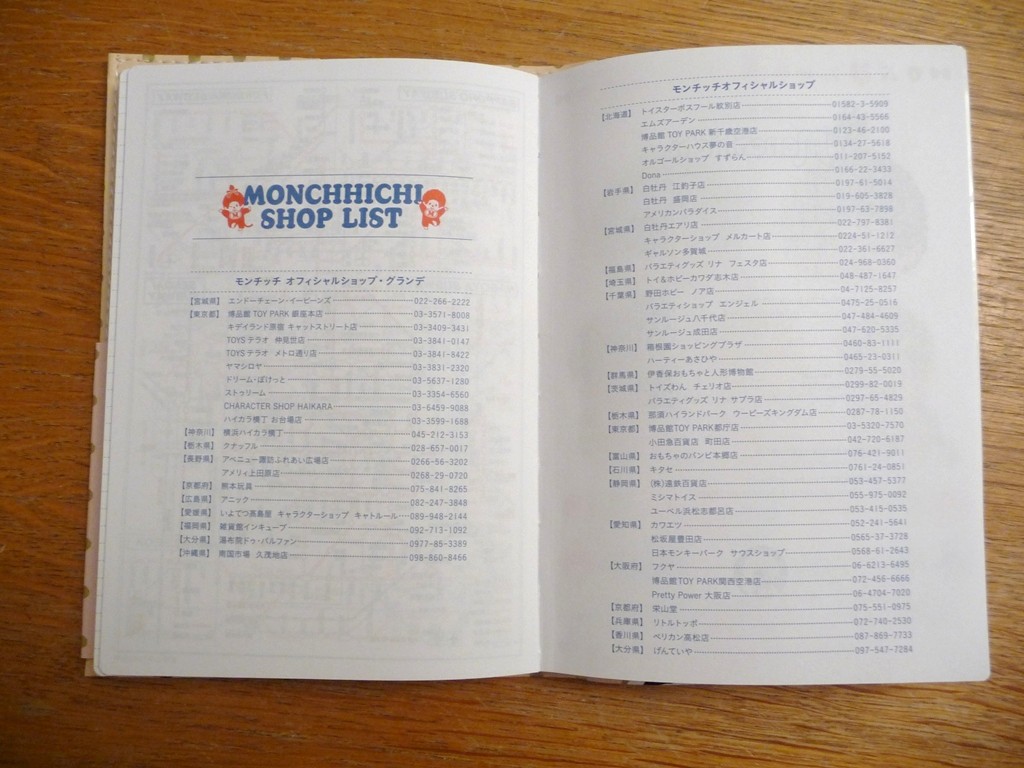 MONCHHICHI
SHOP LIST
モンチッチ オフィシャルショップ・グランデ
【宮城県】 エンドーチェーン・イービーンズ 022-266-2222
【東京都】 博品館 TOY PARK 銀座本店 03-3571-8008
キデイランド原宿 キャットストリート店 03-3409-3431
TOYSテラオ 仲見世店 03-3841-0147
TOYSテラオ メトロ通り店 03-3841-8422
ヤマシロヤ 03-3831-2320
ドリーム・ぽけっと 03-5637-1280
ストゥリーム 03-3354-6560
CHARACTER SHOP HAIKARA 03-6459-9088
ハイカラ横丁 お台場店 03-3599-1688
【神奈川】 横浜ハイカラ横丁 045-212-3153
【栃木県】 クナッフル 028-657-0017
【長野県】 アベニュー諏訪ふれあい広場店 0266-56-3202
アメリィ上田原店 0268-29-0720
【京都府】 熊本玩具 075-841-8265
【広島県】 アニック 082-247-3848
【愛媛県】 いよてつ髙島屋 キャラクターショップ キャトルール 089-948-2144
【福岡県】 雑貨館インキューブ 092-713-1092
【大分県】 湯布院ドゥ・バルファン 0977-85-3389
【沖縄県】 南国市場 久茂地店 098-860-8466
モンチッチオフィシャルショップ
【北海道】 トイスターポスフール紋別店 01582-3-5909
エムズアーデン 0164-43-5566
博品館 TOY PARK 新千歳空港店 0123-46-2100
キャラクターハウス夢の音 0134-27-5618
オルゴールショップ すずらん 011-207-5152
Dona 0166-22-3433
【岩手県】 白牡丹 江釣子店 0197-61-5014
白牡丹 盛岡店 019-605-3828
アメリカンパラダイス 0197-63-7898
【宮城県】 白牡丹エアリ店 022-797-8381
キャラクターショップ メルカート店 0224-51-1212
ギャルソン多賀城 022-361-6627
【福島県】 バラエティグッズ リナ フェスタ店 024-968-0360
【埼玉県】 トイ&ホビーカワダ志木店 048-487-1647
【千葉県】 野田ホビー ノア店 04-7125-8257
バラエティショップ エンジェル 0475-25-0516
サンルージュ八千代店 047-484-4609
サンルージュ成田店 047-620-5335
【神奈川】 箱根園ショッピングプラザ 0460-83-1111
ハーティーあさひや 0465-23-0311
【群馬県】 伊香保おもちゃと人形博物館 0279-55-5020
【茨城県】 トイズわん チェリオ店 0299-82-0019
バラエティグッズ リナ サプラ店 0297-65-4829
【栃木県】 那須ハイランドパーク ウーピーズキングダム店 0287-78-1150
【東京都】 博品館TOY PARK都庁店 03-5320-7570
小田急百貨店 町田店 042-720-6187
【富山県】 おもちゃのバンビ本郷店 076-421-9011
【石川県】 キタセ 0761-24-0851
【静岡県】 (株)遠鉄百貨店 053-457-5377
ミシマトイス 055-975-0092
ユーベル浜松志都呂店 053-415-0535
【愛知県】 カワエツ 052-241-5641
松坂屋豊田店 0565-37-3728
日本モンキーパーク サウスショップ 0568-61-2643
【大阪府】 フクヤ 06-6213-6495
博品館TOY PARK関西空港店 072-456-6666
Pretty Power 大阪店 06-4704-7020
【京都府】 栄山堂 075-551-0975
【兵庫県】 リトルトッポ 072-740-2530
【香川県】 ペリカン高松店 087-869-7733
【大分県】 げんていや 097-547-7284